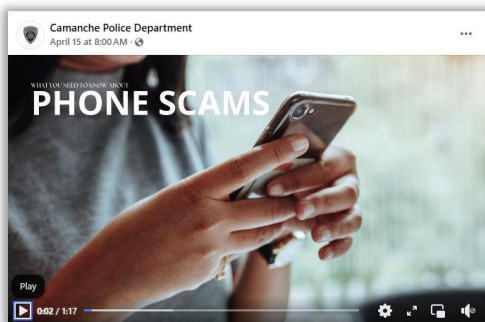 Camanche Police Department
April 15 at 8:00 AM ·
WHAT YOU NEED TO KNOW ABOUT
PHONE SCAMS
Play
0:02 / 1:17